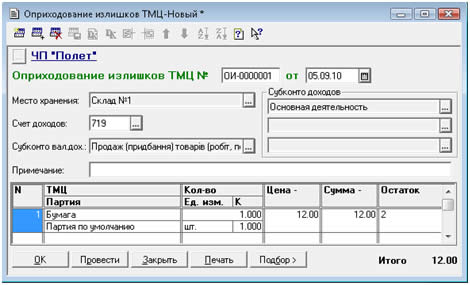 Оприходование излишков ТМЦ-Новый *
ЧП "Полет"
Оприходование излишков ТМЦ № ОИ-0000001 от 05.09.10
Место хранения: Склад №1 ...
Субконто доходов
Основная деятельность ...
Счет доходов: 719 ...
...
Субконто вал.дох.: Продаж (придбання) товарів (робіт, по ...
...
Примечание:
N ТМЦ Кол-во Цена - Сумма - Остаток
Партия Ед. изм. К
1 Бумага 1.000 12.00 12.00 2
Партия по умолчанию шт. 1.000
OK Провести Закрыть Печать Подбор > Итого 12.00